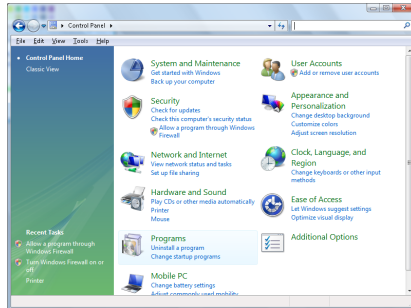 Control Panel
File Edit View Tools Help
Control Panel Home
Classic View
System and Maintenance
Get started with Windows
Back up your computer
Security
Check for updates
Check this computer's security status
Allow a program through Windows
Firewall
Network and Internet
View network status and tasks
Set up file sharing
Hardware and Sound
Play CDs or other media automatically
Printer
Mouse
Programs
Uninstall a program
Change startup programs
Mobile PC
Change battery settings
Adjust commonly used mobility
User Accounts
Add or remove user accounts
Appearance and
Personalization
Change desktop background
Customize colors
Adjust screen resolution
Clock, Language, and
Region
Change keyboards or other input
methods
Ease of Access
Let Windows suggest settings
Optimize visual display
Additional Options
Recent Tasks
Allow a program through
Windows Firewall
Turn Windows Firewall on or
off
Printer